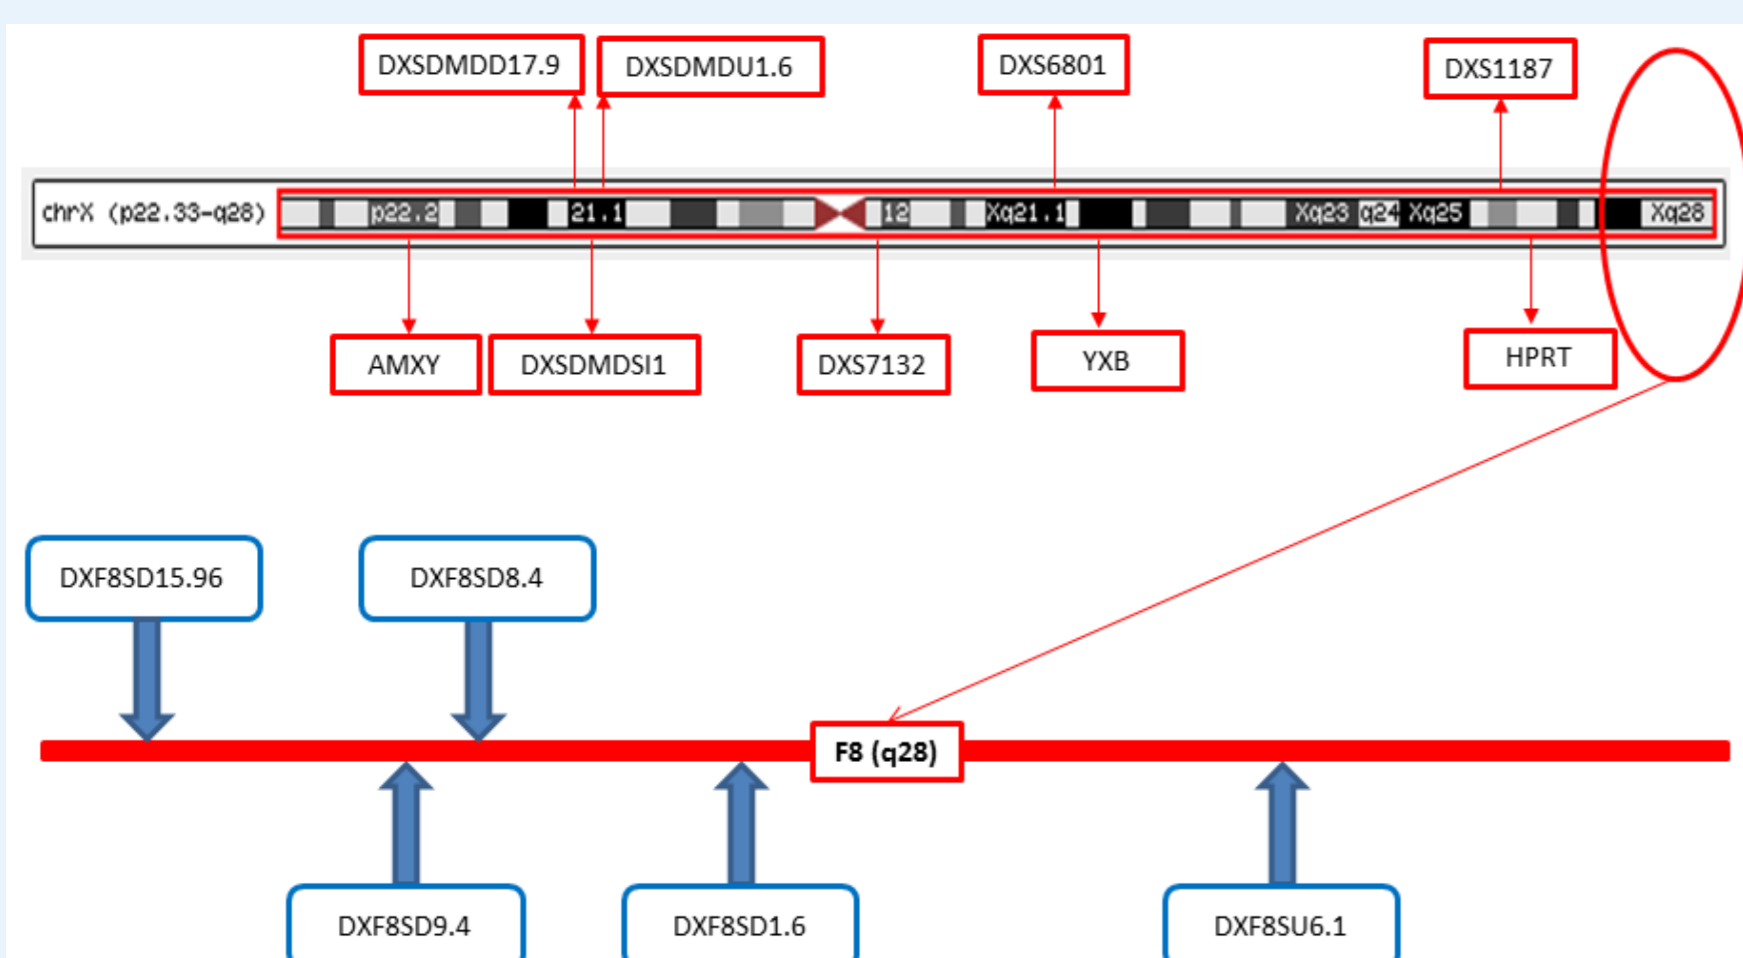 DXSDMDD17.9
DXSDMDU1.6
DXS6801
DXS1187
chrX (p22.33-q28)
p22.2
21.1
12
Xq21.1
Xq23
q24
Xq25
Xq28
AMXY
DXSDMDSI1
DXS7132
YXB
HPRT
DXF8SD15.96
DXF8SD8.4
F8 (q28)
DXF8SD9.4
DXF8SD1.6
DXF8SU6.1